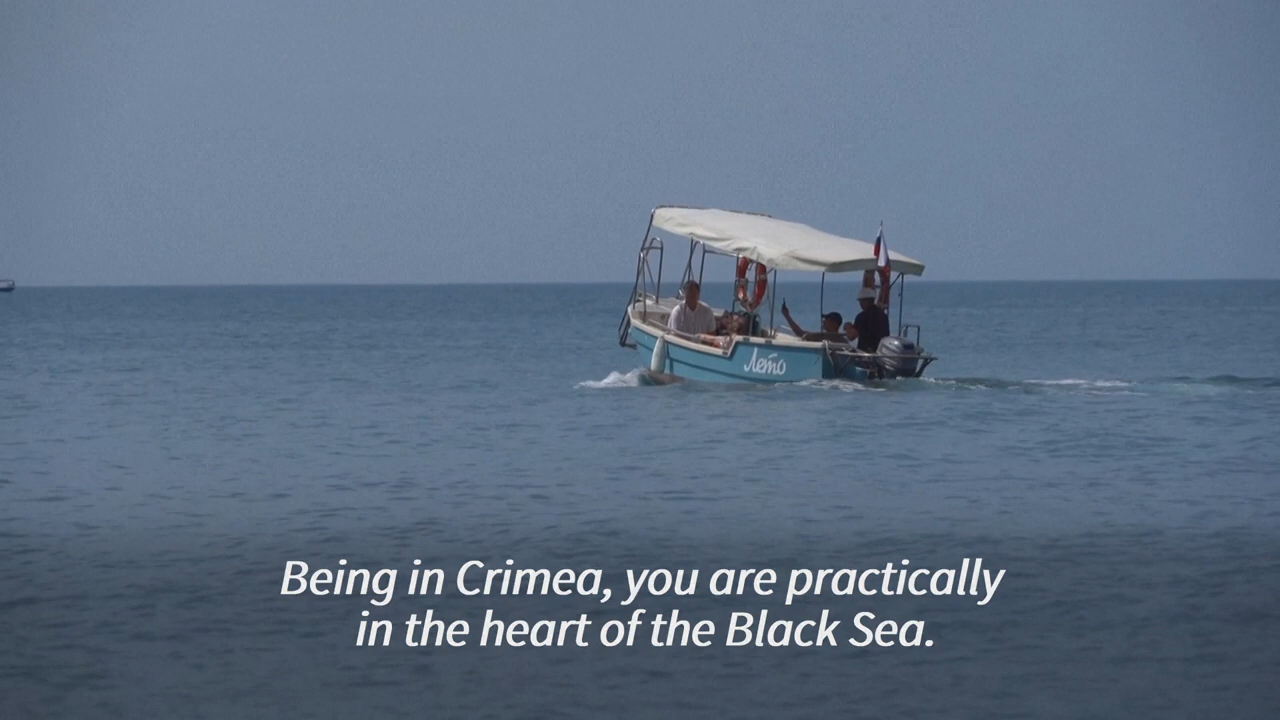 Лето
Being in Crimea, you are practically
in the heart of the Black Sea.